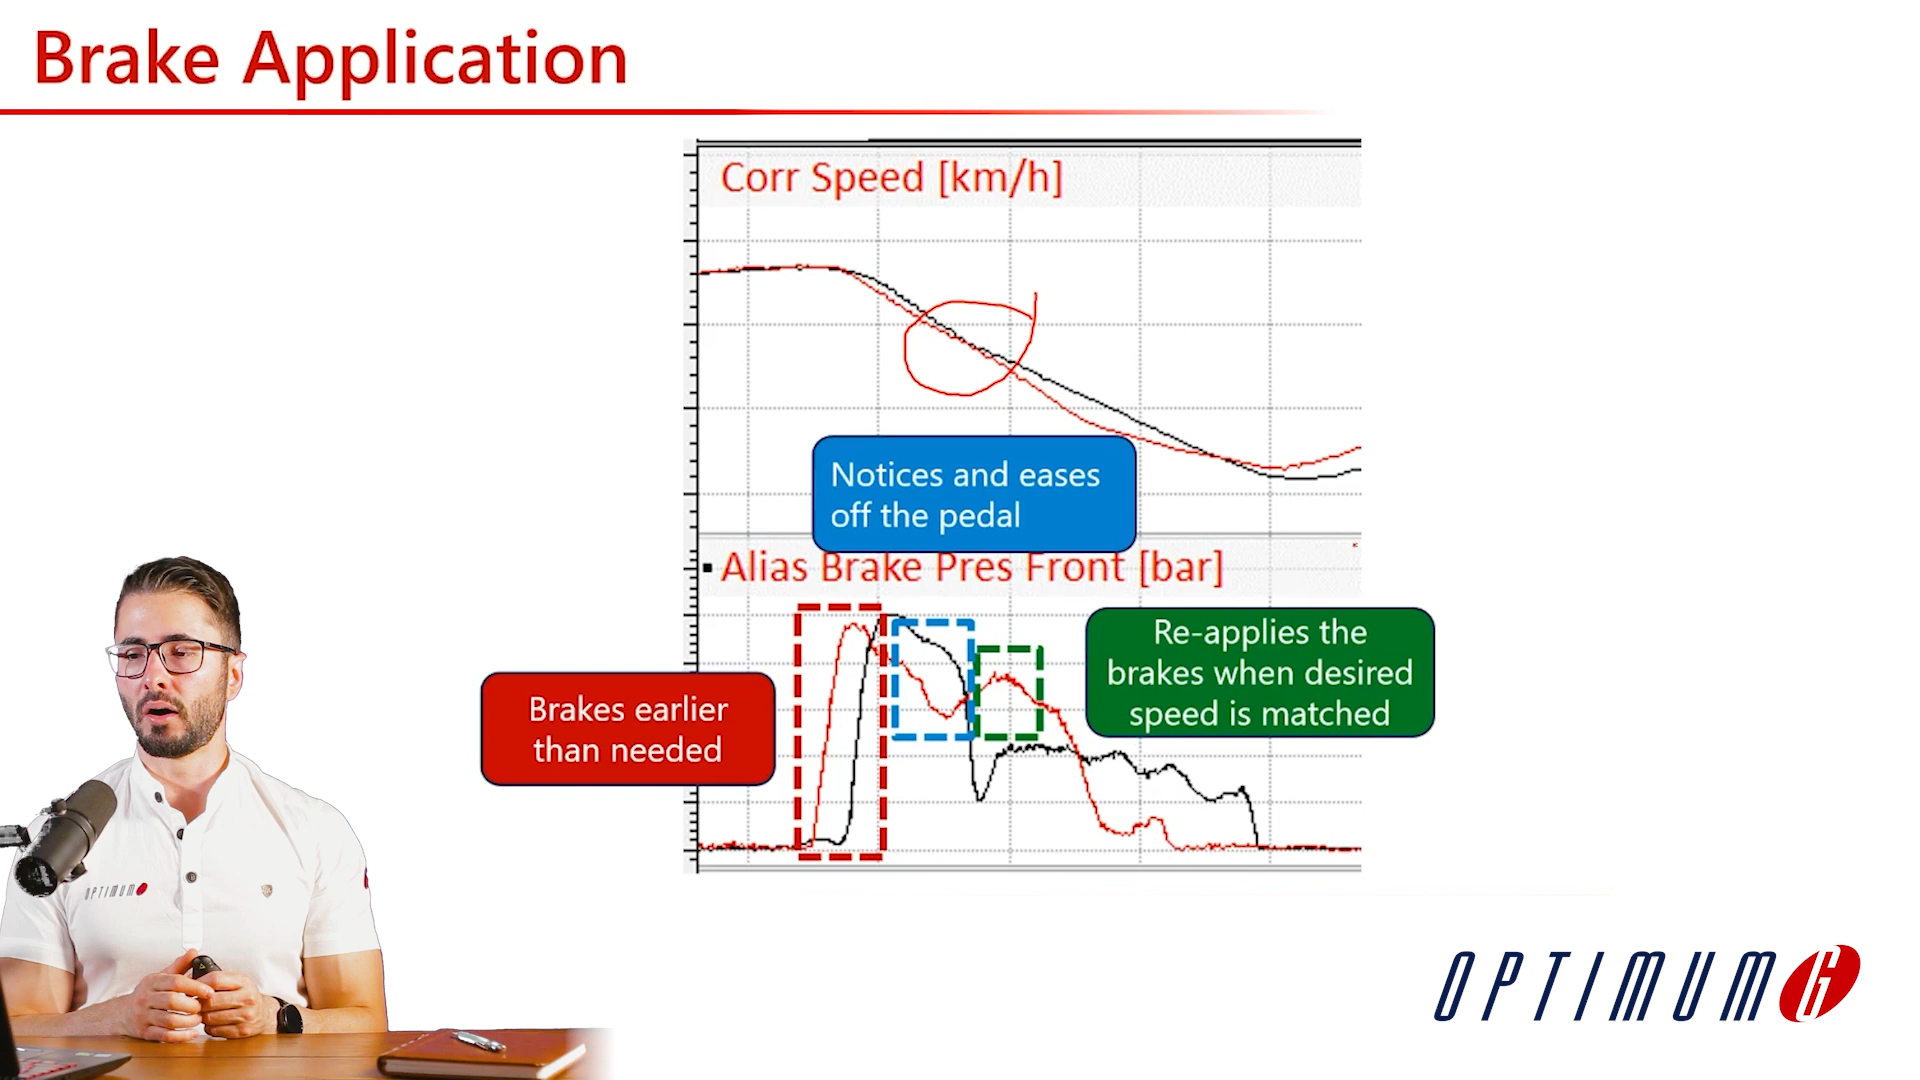 Brake Application
Corr Speed [km/h]
Notices and eases
off the pedal
Alias Brake Pres Front [bar]
Re-applies the
brakes when desired
speed is matched
Brakes earlier
than needed
OPTIMUM
OPTIMUM G